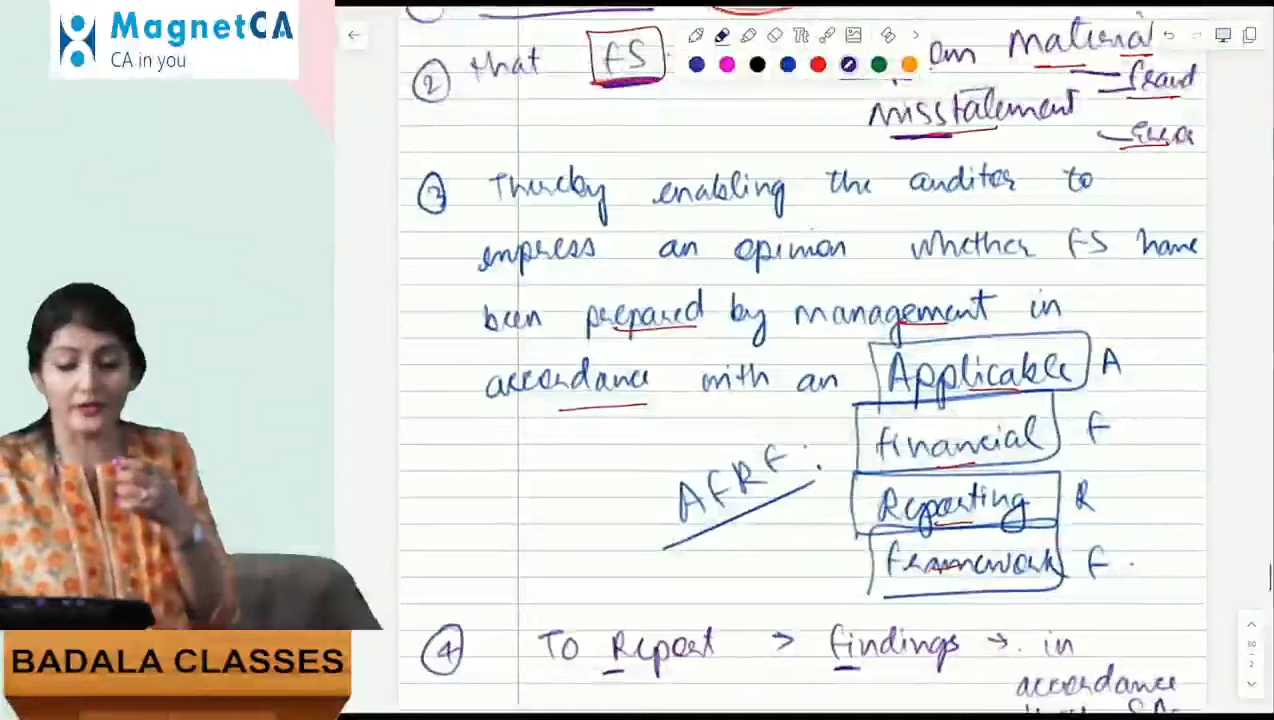 MagnetCA
CA in you
② that FS om Material
fraud
misstatement
Error
③ Thereby enabling the auditor to
empress an opinion whether FS have
been prepared by management in
accordance with an Applicable A
financial F
AFRF: Reporting R
framework F
④ To Report > findings → in
accordance
BADALA CLASSES